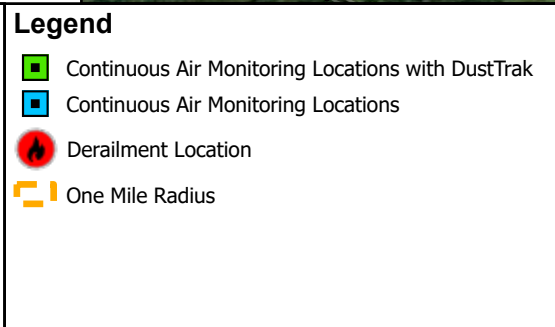 Legend
Continuous Air Monitoring Locations with DustTrak
Continuous Air Monitoring Locations
Derailment Location
One Mile Radius